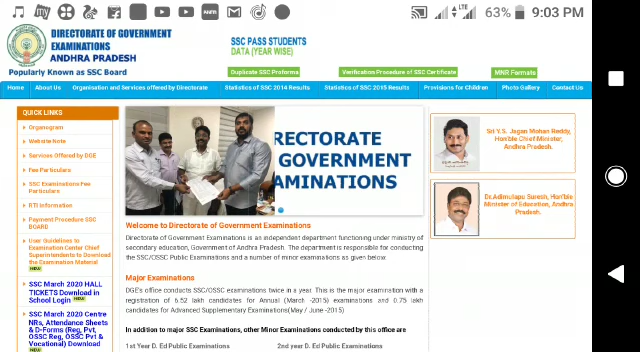 63% 9:03 PM
DIRECTORATE OF GOVERNMENT
EXAMINATIONS
ANDHRA PRADESH
Popularly Known as SSC Board
SSC PASS STUDENTS
DATA (YEAR WISE)
Duplicate SSC Proforma
Verification Procedure of SSC Certificate
MNR Formats
Home About Us Organisation and Services offered by Directorate Statistics of SSC 2014 Results Statistics of SSC 2015 Results Provisions for Children Photo Gallery Contact Us
QUICK LINKS
Organogram
Website Note
Services Offered by DGE
Fee Particulars
SSC Examinations Fee
Particulars
RTI Information
Payment Procedure SSC
BOARD
User Guidelines to
Examination Center Chief
Superintendents to Download
the Examination Material
NEW
SSC March 2020 HALL
TICKETS Download in
School Login NEW
SSC March 2020 Centre
NRs, Attendance Sheets
& D-Forms (Reg, Pvt,
OSSC Reg, OSSC Pvt &
Vocational) Download
RECTORATE
GOVERNMENT
AMINATIONS
Welcome to Directorate of Government Examinations
Directorate of Government Examinations is an independent department functioning under ministry of
secondary education, Government of Andhra Pradesh. The department is responsible for conducting
the SSC/OSSC Public Examinations and a number of minor examinations as given below.
Major Examinations
DGE's office conducts SSC/OSSC examinations twice in a year. This is the major examination with a
registration of 6.52 lakh candidates for Annual (March -2015) examinations and 0.75 lakh
candidates for Advanced Supplementary Examinations(May / June -2015)
In addition to major SSC Examinations, other Minor Examinations conducted by this office are
1st Year D. Ed Public Examinations 2nd year D. Ed Public Examinations
Sri Y.S. Jagan Mohan Reddy,
Hon'ble Chief Minister,
Andhra Pradesh.
Dr.Adimulapu Suresh, Hon'ble
Minister of Education, Andhra
Pradesh.